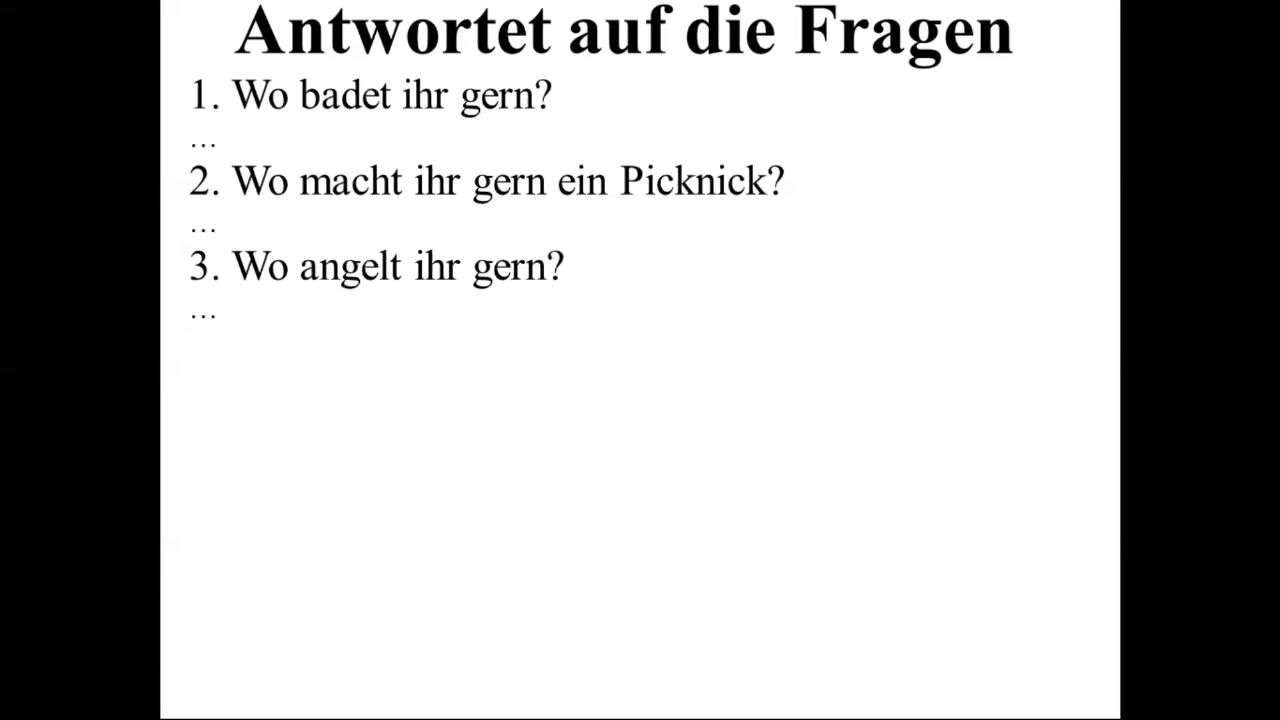 Antwortet auf die Fragen
1. Wo badet ihr gern?
...
2. Wo macht ihr gern ein Picknick?
...
3. Wo angelt ihr gern?
...